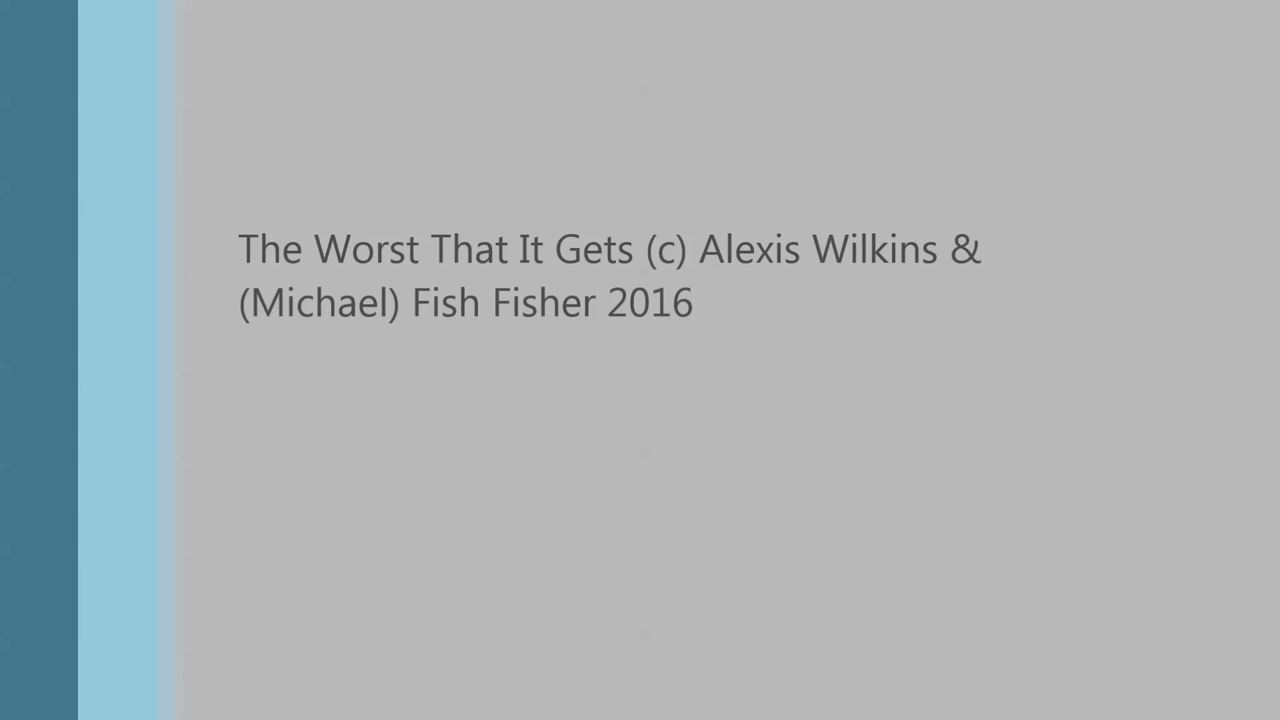 The Worst That It Gets (c) Alexis Wilkins &
(Michael) Fish Fisher 2016